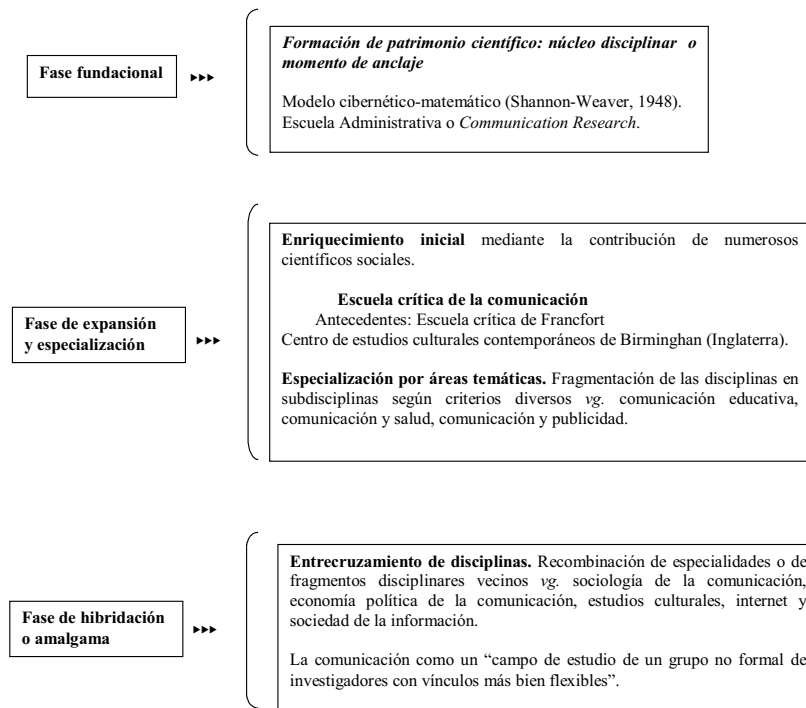 Fase fundacional
▸▸▸
Formación de patrimonio científico: núcleo disciplinar o
momento de anclaje
Modelo cibernético-matemático (Shannon-Weaver, 1948).
Escuela Administrativa o Communication Research.
Fase de expansión
y especialización
▸▸▸
Enriquecimiento inicial mediante la contribución de numerosos
científicos sociales.
Escuela crítica de la comunicación
Antecedentes: Escuela crítica de Francfort
Centro de estudios culturales contemporáneos de Birminghan (Inglaterra).
Especialización por áreas temáticas. Fragmentación de las disciplinas en
subdisciplinas según criterios diversos vg. comunicación educativa,
comunicación y salud, comunicación y publicidad.
Fase de hibridación
o amalgama
▸▸▸
Entrecruzamiento de disciplinas. Recombinación de especialidades o de
fragmentos disciplinares vecinos vg. sociología de la comunicación,
economía política de la comunicación, estudios culturales, internet y
sociedad de la información.
La comunicación como un “campo de estudio de un grupo no formal de
investigadores con vínculos más bien flexibles”.